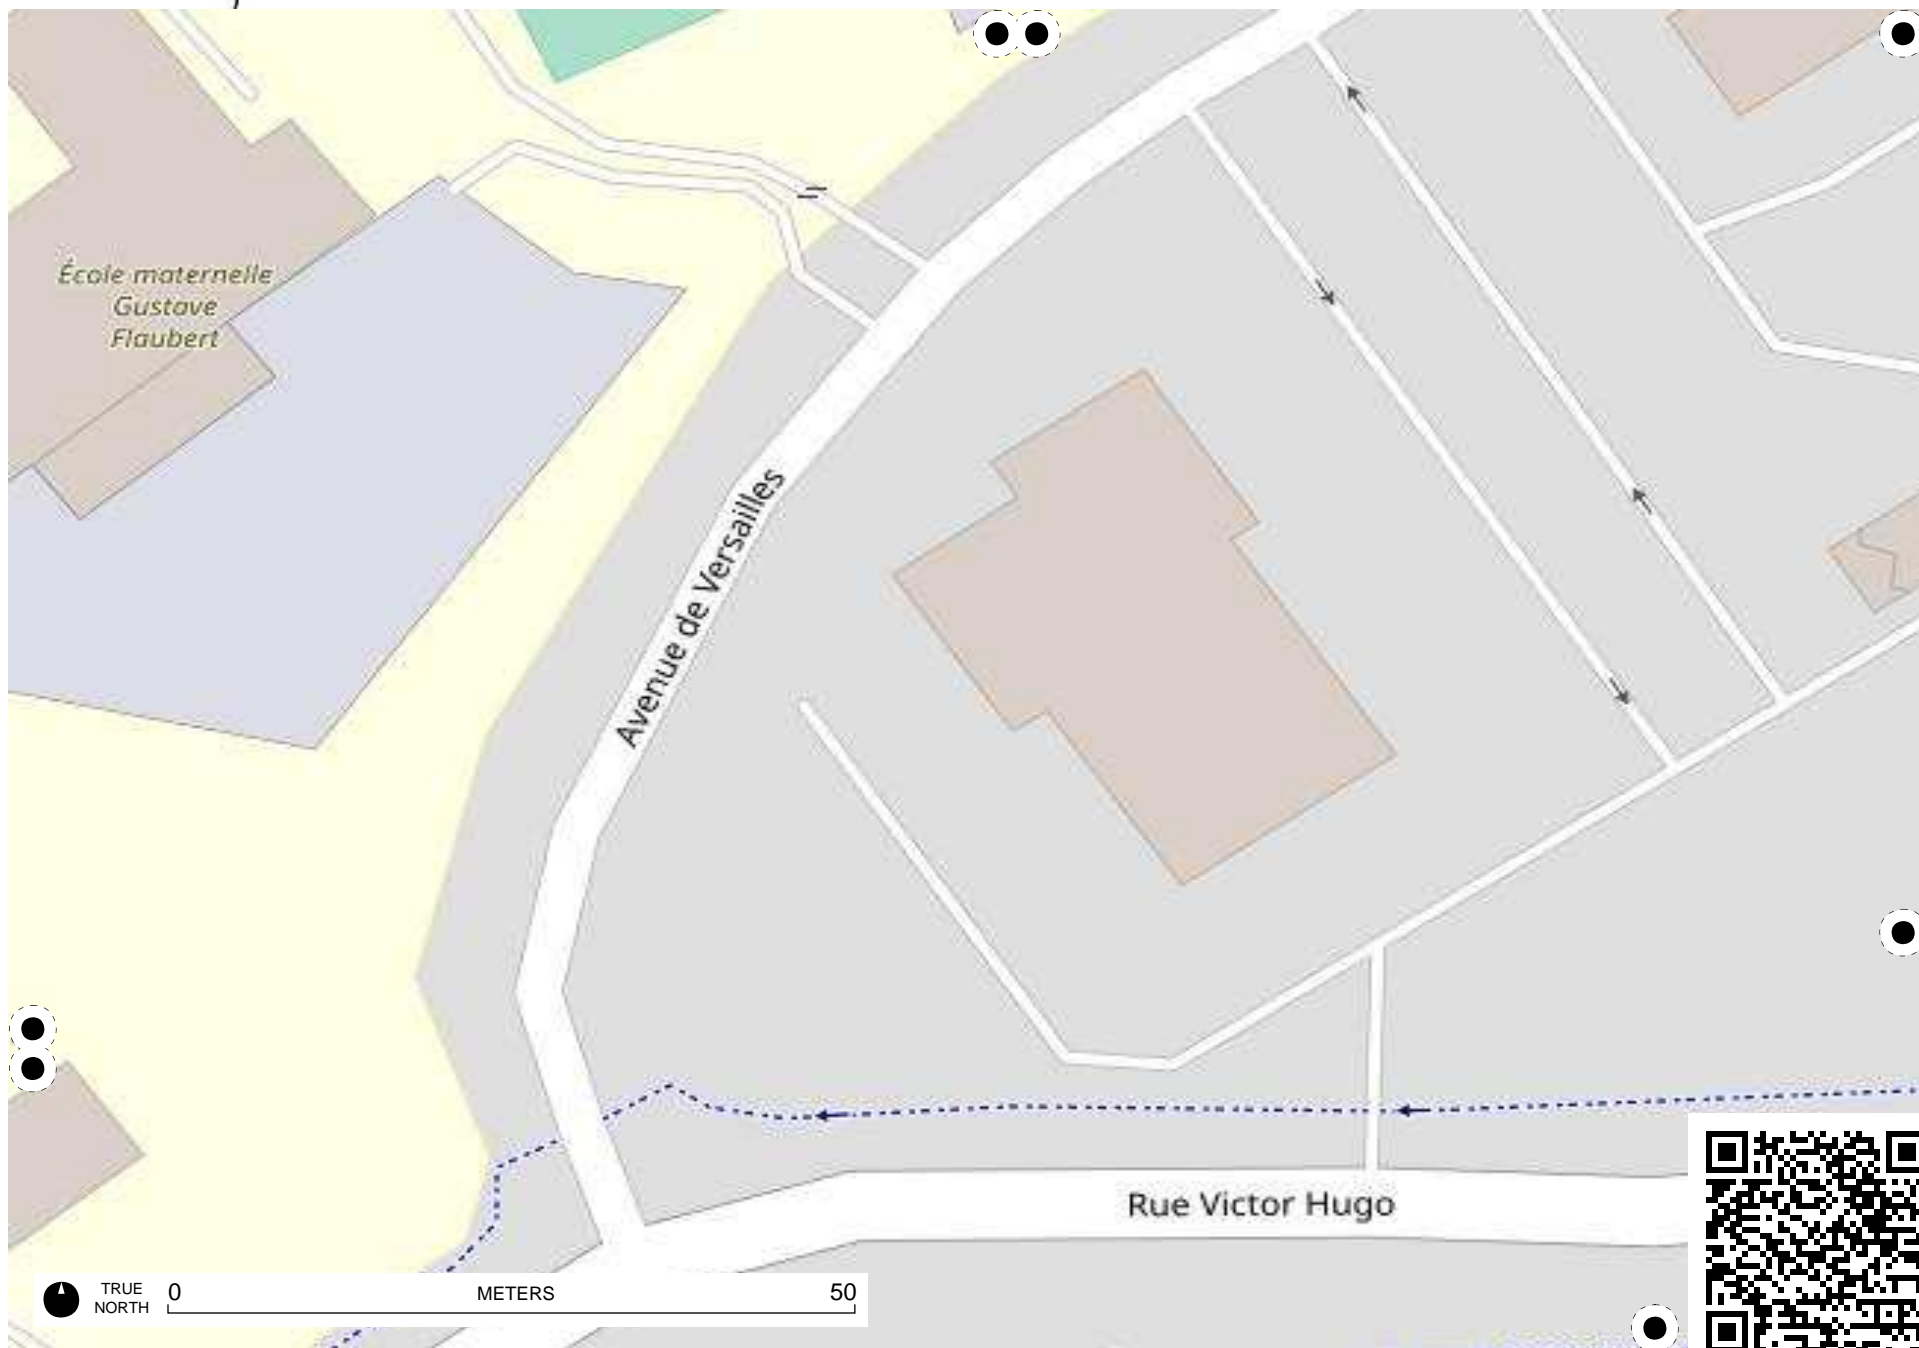 École maternelle
Gustave
Flaubert
Avenue de Versailles
Rue Victor Hugo
TRUE
NORTH
0
METERS
50